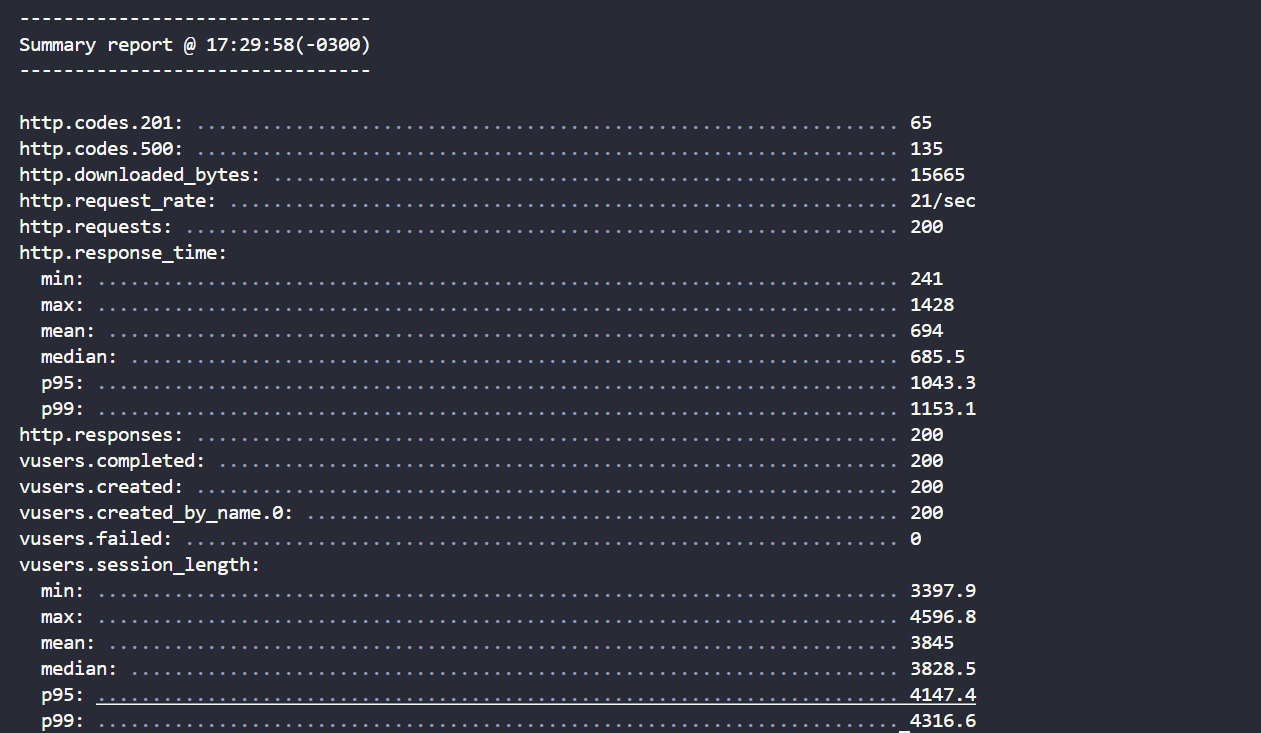 --------------------------------
Summary report @ 17:29:58(-0300)
--------------------------------
http.codes.201: ................................................................ 65
http.codes.500: ................................................................ 135
http.downloaded_bytes: ......................................................... 15665
http.request_rate: ............................................................. 21/sec
http.requests: ................................................................. 200
http.response_time:
  min: ......................................................................... 241
  max: ......................................................................... 1428
  mean: ........................................................................ 694
  median: ...................................................................... 685.5
  p95: ......................................................................... 1043.3
  p99: ......................................................................... 1153.1
http.responses: ................................................................ 200
vusers.completed: .............................................................. 200
vusers.created: ................................................................ 200
vusers.created_by_name.0: ...................................................... 200
vusers.failed: ................................................................. 0
vusers.session_length:
  min: ......................................................................... 3397.9
  max: ......................................................................... 4596.8
  mean: ........................................................................ 3845
  median: ...................................................................... 3828.5
  p95: ......................................................................... 4147.4
  p99: ......................................................................... 4316.6